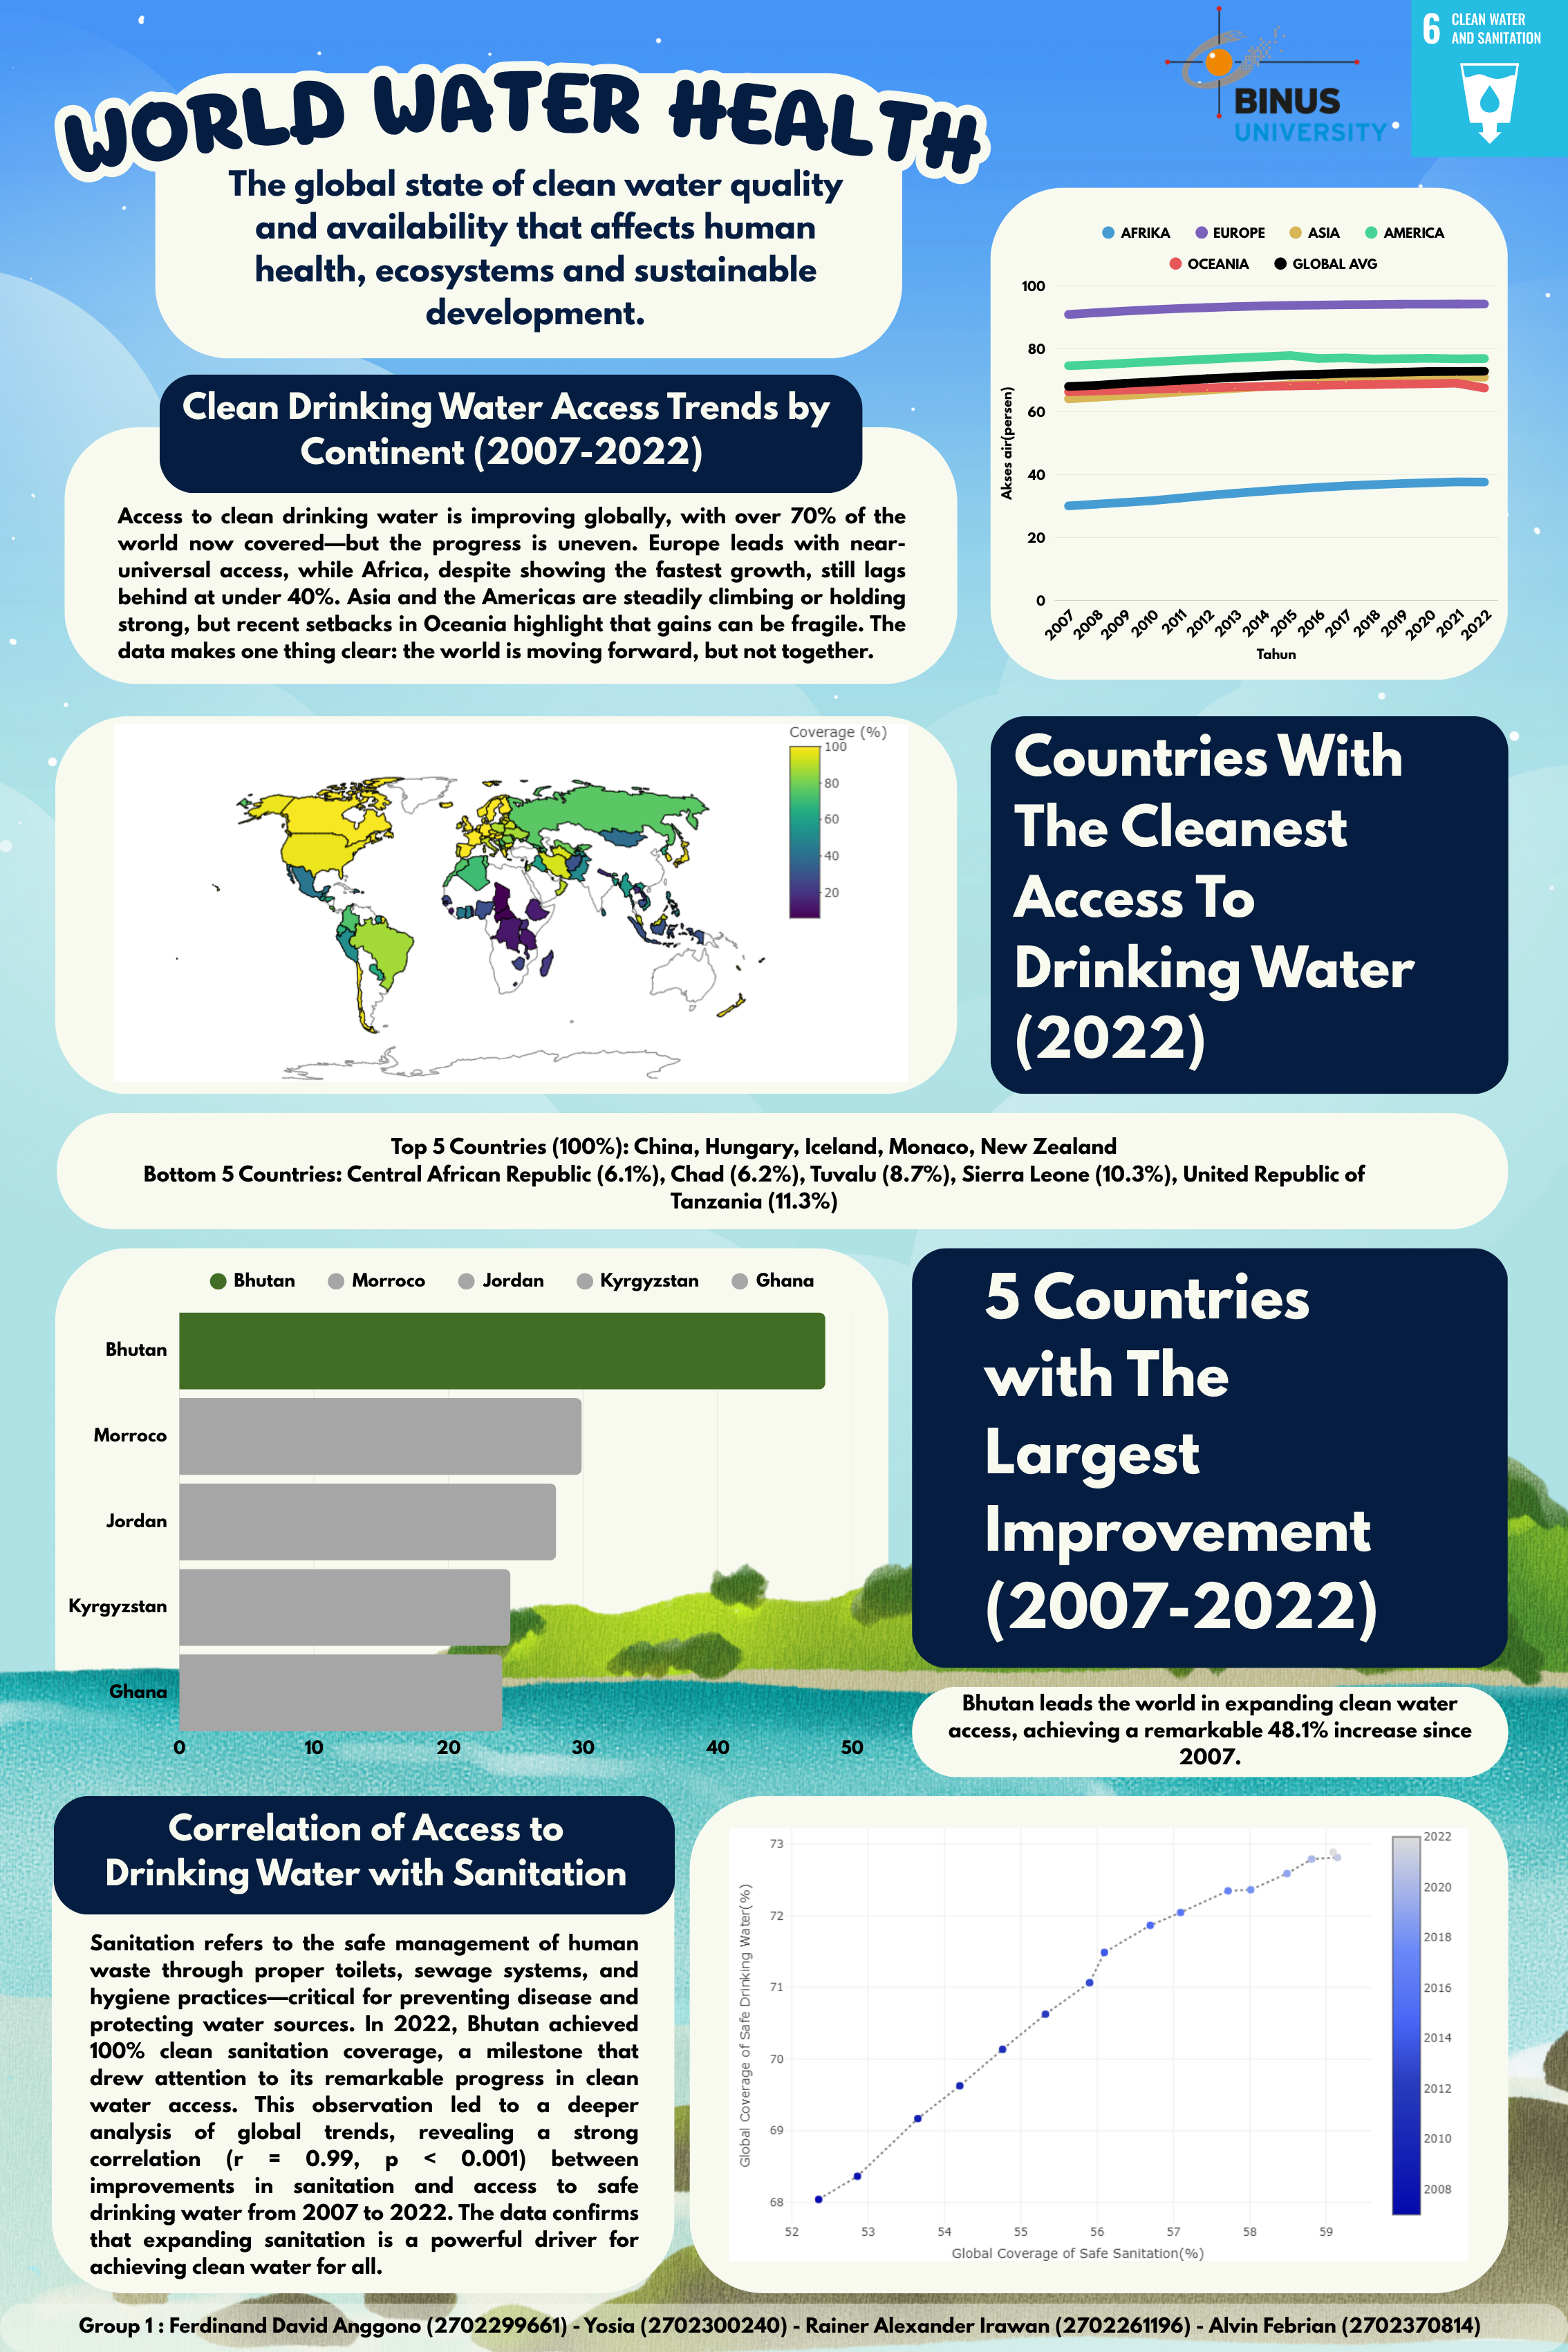 WORLD WATER HEALTH
BINUS
UNIVERSITY
6 CLEAN WATER
AND SANITATION
The global state of clean water quality
and availability that affects human
health, ecosystems and sustainable
development.
Clean Drinking Water Access Trends by
Continent (2007-2022)
Access to clean drinking water is improving globally, with over 70% of the
world now covered—but the progress is uneven. Europe leads with near-
universal access, while Africa, despite showing the fastest growth, still lags
behind at under 40%. Asia and the Americas are steadily climbing or holding
strong, but recent setbacks in Oceania highlight that gains can be fragile. The
data makes one thing clear: the world is moving forward, but not together.
AFRIKA EUROPE ASIA AMERICA
OCEANIA GLOBAL AVG
Akses air(persen)
100
80
60
40
20
0
2007 2008 2009 2010 2011 2012 2013 2014 2015 2016 2017 2018 2019 2020 2021 2022
Tahun
Coverage (%)
100
80
60
40
20
Countries With
The Cleanest
Access To
Drinking Water
(2022)
Top 5 Countries (100%): China, Hungary, Iceland, Monaco, New Zealand
Bottom 5 Countries: Central African Republic (6.1%), Chad (6.2%), Tuvalu (8.7%), Sierra Leone (10.3%), United Republic of
Tanzania (11.3%)
Bhutan Morroco Jordan Kyrgyzstan Ghana
Bhutan
Morroco
Jordan
Kyrgyzstan
Ghana
0 10 20 30 40 50
5 Countries
with The
Largest
Improvement
(2007-2022)
Bhutan leads the world in expanding clean water
access, achieving a remarkable 48.1% increase since
2007.
Correlation of Access to
Drinking Water with Sanitation
Sanitation refers to the safe management of human
waste through proper toilets, sewage systems, and
hygiene practices—critical for preventing disease and
protecting water sources. In 2022, Bhutan achieved
100% clean sanitation coverage, a milestone that
drew attention to its remarkable progress in clean
water access. This observation led to a deeper
analysis of global trends, revealing a strong
correlation (r = 0.99, p < 0.001) between
improvements in sanitation and access to safe
drinking water from 2007 to 2022. The data confirms
that expanding sanitation is a powerful driver for
achieving clean water for all.
Global Coverage of Safe Drinking Water(%)
73
72
71
70
69
68
52 53 54 55 56 57 58 59
Global Coverage of Safe Sanitation(%)
2022
2020
2018
2016
2014
2012
2010
2008
Group 1 : Ferdinand David Anggono (2702299661) - Yosia (2702300240) - Rainer Alexander Irawan (2702261196) - Alvin Febrian (2702370814)